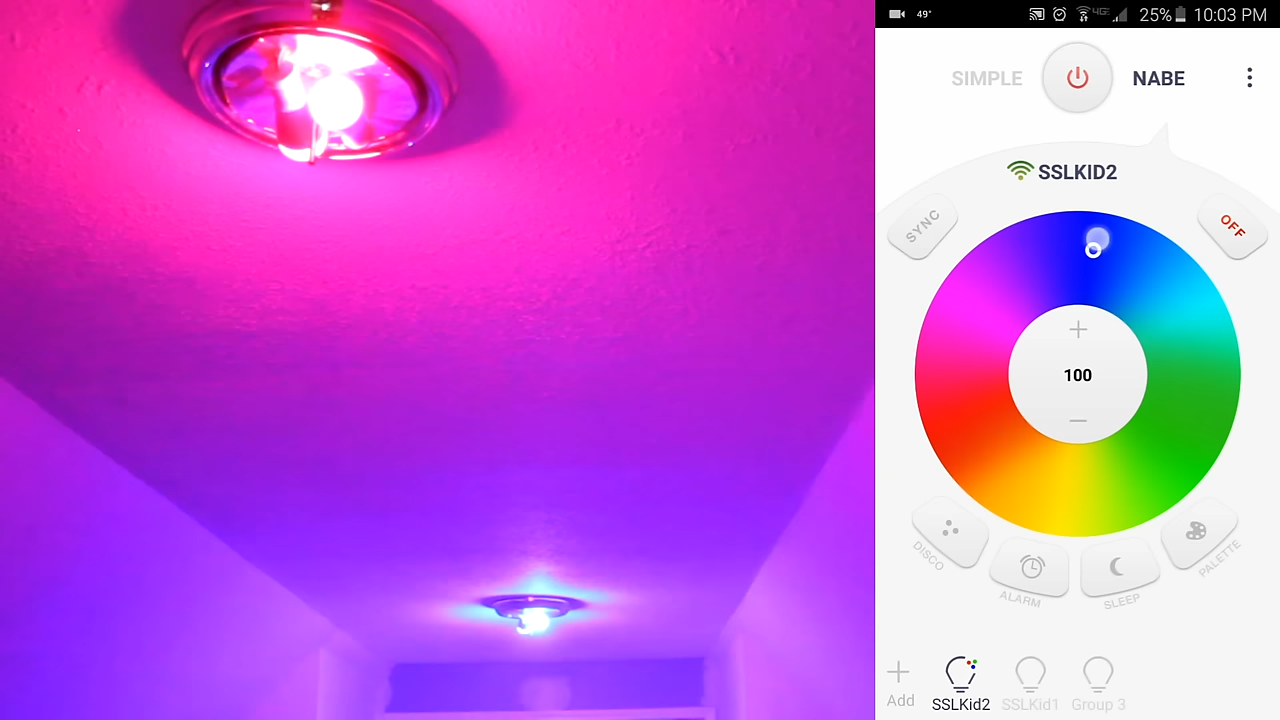 49° 4G 25% 10:03 PM
SIMPLE NABE
SSLKID2
SYNC OFF
+
100
−
DISCO ALARM SLEEP PALETTE
+
Add SSLKid2 SSLKid1 Group 3